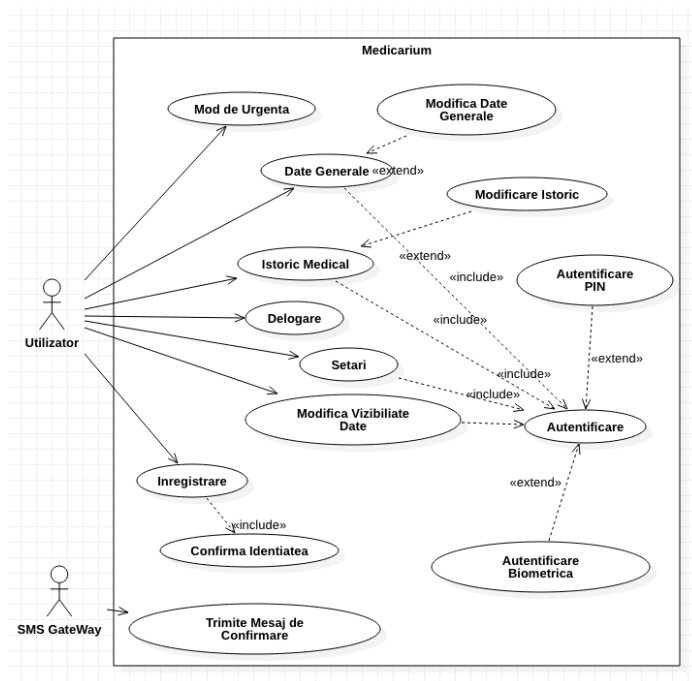 Medicarium
Mod de Urgenta
Modifica Date
Generale
Date Generale
«extend»
Modificare Istoric
Istoric Medical
«extend»
«include»
Autentificare
PIN
Utilizator
Delogare
«include»
Setari
«extend»
«include»
«include»
Modifica Vizibiliate
Date
Autentificare
Inregistrare
«extend»
«include»
Confirma Identiatea
Autentificare
Biometrica
SMS GateWay
Trimite Mesaj de
Confirmare